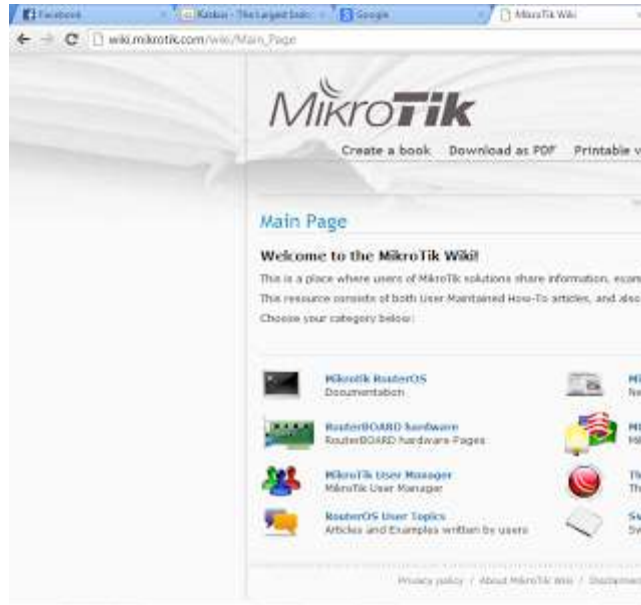 Facebook
Kaskus - The Largest Indo
Google
MikroTik Wiki
wiki.mikrotik.com/wiki/Main_Page
MikroTik
Create a book Download as PDF Printable v
Main Page
Welcome to the MikroTik Wiki!
This is a place where users of MikroTik solutions share information, exam
This resource consists of both User Maintained How-To articles, and also
Choose your category below:
Mikrotik RouterOS
Documentation
RouterBOARD hardware
RouterBOARD hardware Pages
MikroTik User Manager
MikroTik User Manager
RouterOS User Topics
Articles and Examples written by users
Privacy policy / About MikroTik Wiki / Disclaimers